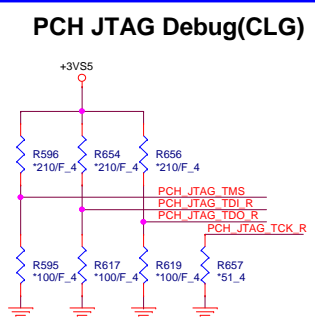 PCH JTAG Debug(CLG)
+3VS5
R596 R654 R656
*210/F_4 *210/F_4 *210/F_4
PCH_JTAG_TMS
PCH_JTAG_TDI_R
PCH_JTAG_TDO_R
PCH_JTAG_TCK_R
R595 R617 R619 R657
*100/F_4 *100/F_4 *100/F_4 *51_4